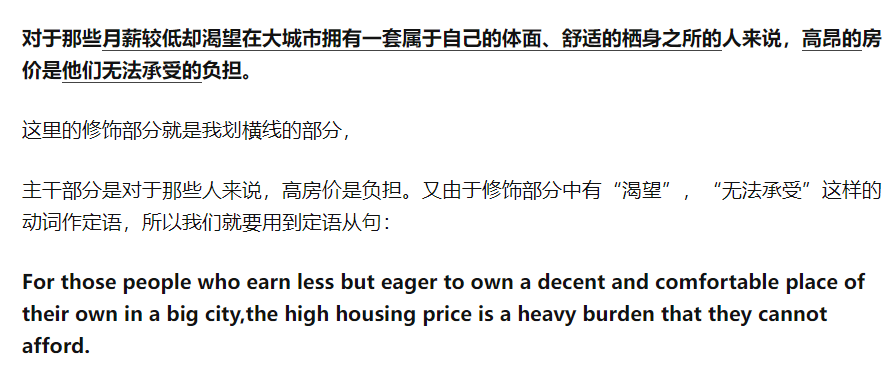 对于那些月薪较低却渴望在大城市拥有一套属于自己的体面、舒适的栖身之所的人来说，高昂的房
价是他们无法承受的负担。
这里的修饰部分就是我划横线的部分，
主干部分是对于那些人来说，高房价是负担。又由于修饰部分中有“渴望”，“无法承受”这样的
动词作定语，所以我们就要用到定语从句：
For those people who earn less but eager to own a decent and comfortable place of
their own in a big city,the high housing price is a heavy burden that they cannot
afford.